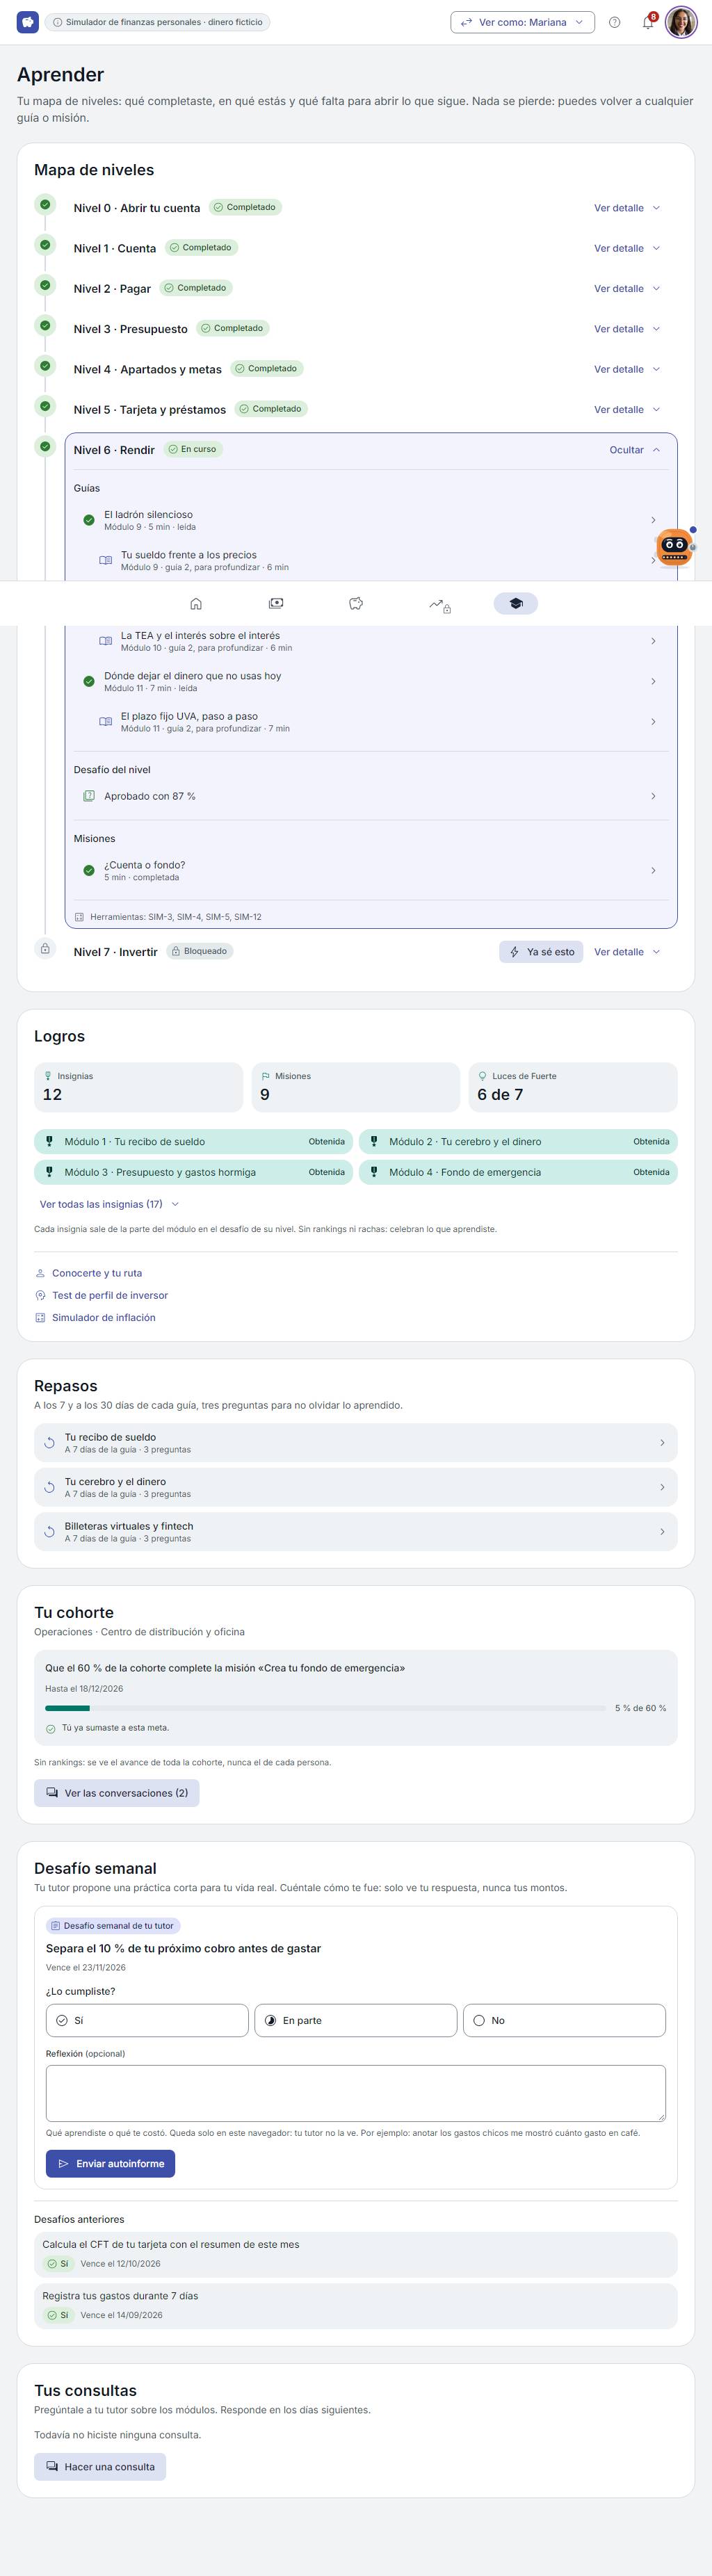 Simulador de finanzas personales · dinero ficticio
Ver como: Mariana
8
Aprender
Tu mapa de niveles: qué completaste, en qué estás y qué falta para abrir lo que sigue. Nada se pierde: puedes volver a cualquier
guía o misión.
Mapa de niveles
Nivel 0 · Abrir tu cuenta Completado Ver detalle
Nivel 1 · Cuenta Completado Ver detalle
Nivel 2 · Pagar Completado Ver detalle
Nivel 3 · Presupuesto Completado Ver detalle
Nivel 4 · Apartados y metas Completado Ver detalle
Nivel 5 · Tarjeta y préstamos Completado Ver detalle
Nivel 6 · Rendir En curso Ocultar
Guías
El ladrón silencioso
Módulo 9 · 5 min · leída
Tu sueldo frente a los precios
Módulo 9 · guía 2, para profundizar · 6 min
La TEA y el interés sobre el interés
Módulo 10 · guía 2, para profundizar · 6 min
Dónde dejar el dinero que no usas hoy
Módulo 11 · 7 min · leída
El plazo fijo UVA, paso a paso
Módulo 11 · guía 2, para profundizar · 7 min
Desafío del nivel
Aprobado con 87 %
Misiones
¿Cuenta o fondo?
5 min · completada
Herramientas: SIM-3, SIM-4, SIM-5, SIM-12
Nivel 7 · Invertir Bloqueado Ya sé esto Ver detalle
Logros
Insignias Misiones Luces de Fuerte
12 9 6 de 7
Módulo 1 · Tu recibo de sueldo Obtenida Módulo 2 · Tu cerebro y el dinero Obtenida
Módulo 3 · Presupuesto y gastos hormiga Obtenida Módulo 4 · Fondo de emergencia Obtenida
Ver todas las insignias (17)
Cada insignia sale de la parte del módulo en el desafío de su nivel. Sin rankings ni rachas: celebran lo que aprendiste.
Conocerte y tu ruta
Test de perfil de inversor
Simulador de inflación
Repasos
A los 7 y a los 30 días de cada guía, tres preguntas para no olvidar lo aprendido.
Tu recibo de sueldo
A 7 días de la guía · 3 preguntas
Tu cerebro y el dinero
A 7 días de la guía · 3 preguntas
Billeteras virtuales y fintech
A 7 días de la guía · 3 preguntas
Tu cohorte
Operaciones · Centro de distribución y oficina
Que el 60 % de la cohorte complete la misión «Crea tu fondo de emergencia»
Hasta el 18/12/2026
5 % de 60 %
Tú ya sumaste a esta meta.
Sin rankings: se ve el avance de toda la cohorte, nunca el de cada persona.
Ver las conversaciones (2)
Desafío semanal
Tu tutor propone una práctica corta para tu vida real. Cuéntale cómo te fue: solo ve tu respuesta, nunca tus montos.
Desafío semanal de tu tutor
Separa el 10 % de tu próximo cobro antes de gastar
Vence el 23/11/2026
¿Lo cumpliste?
Sí En parte No
Reflexión (opcional)
Qué aprendiste o qué te costó. Queda solo en este navegador: tu tutor no la ve. Por ejemplo: anotar los gastos chicos me mostró cuánto gasto en café.
Enviar autoinforme
Desafíos anteriores
Calcula el CFT de tu tarjeta con el resumen de este mes
Sí Vence el 12/10/2026
Registra tus gastos durante 7 días
Sí Vence el 14/09/2026
Tus consultas
Pregúntale a tu tutor sobre los módulos. Responde en los días siguientes.
Todavía no hiciste ninguna consulta.
Hacer una consulta